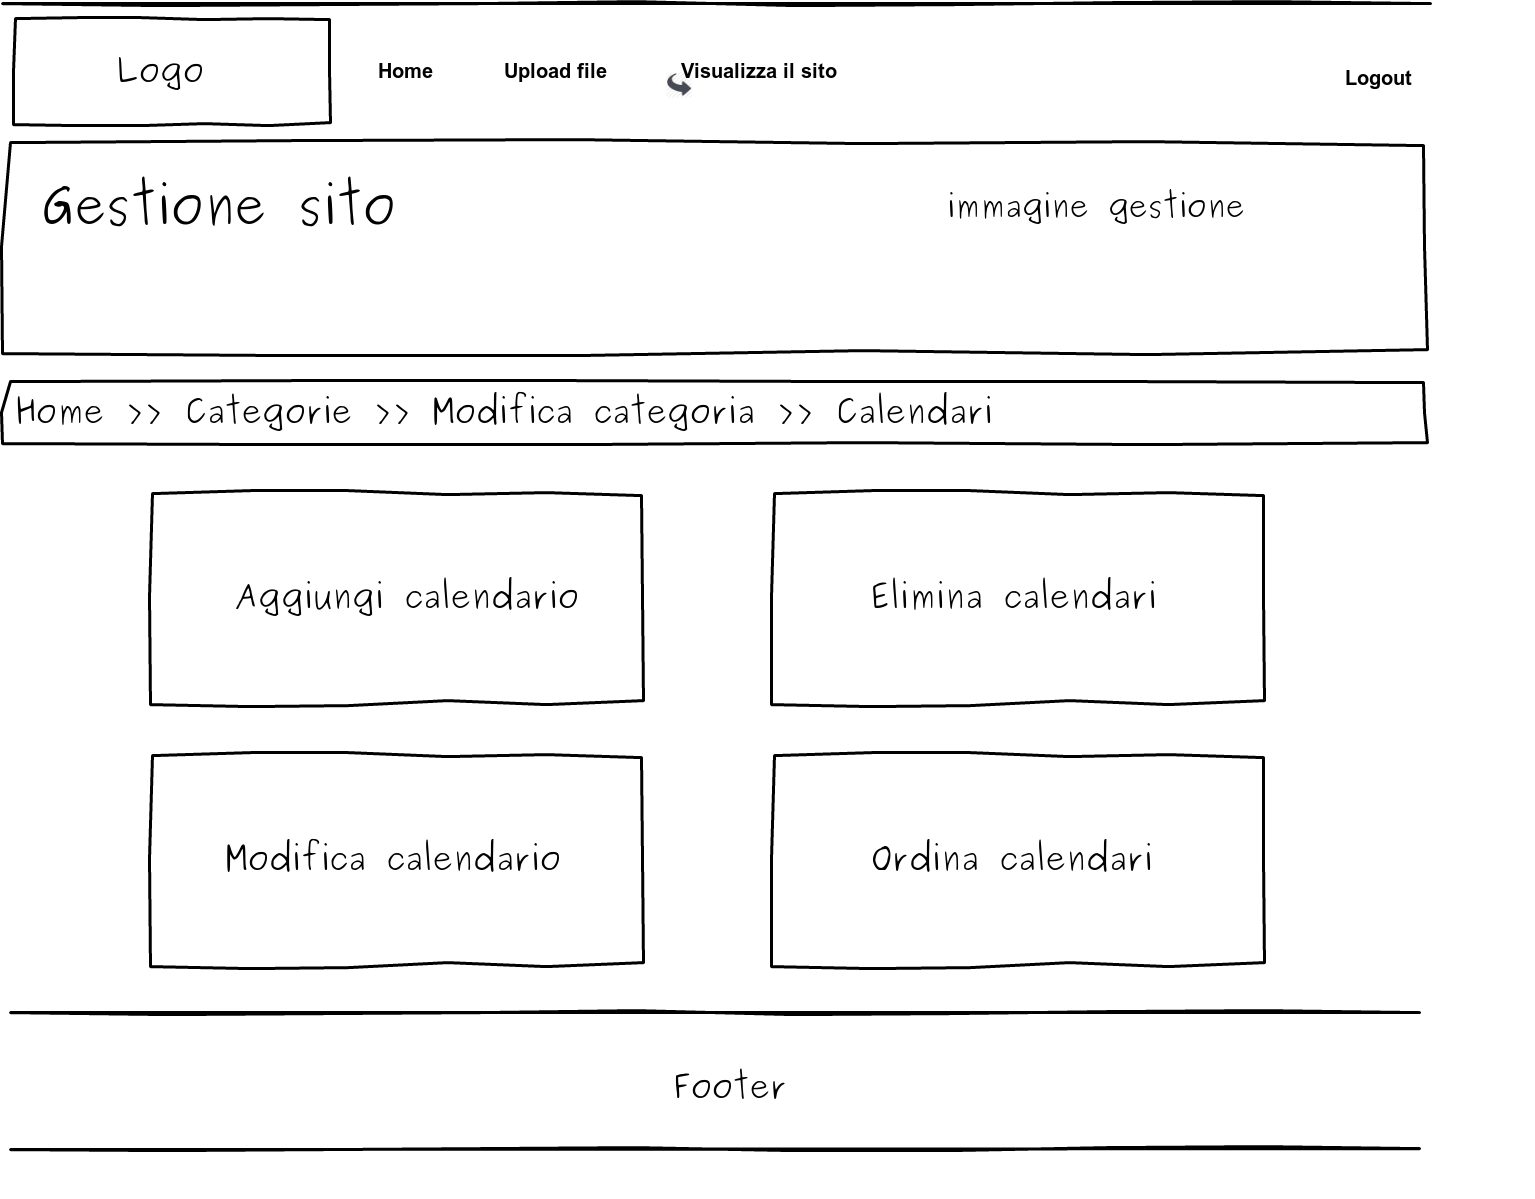 Logo
Home
Upload file
Visualizza il sito
Logout
Gestione sito
immagine gestione
Home >> Categorie >> Modifica categoria >> Calendari
Aggiungi calendario
Elimina calendari
Modifica calendario
Ordina calendari
Footer